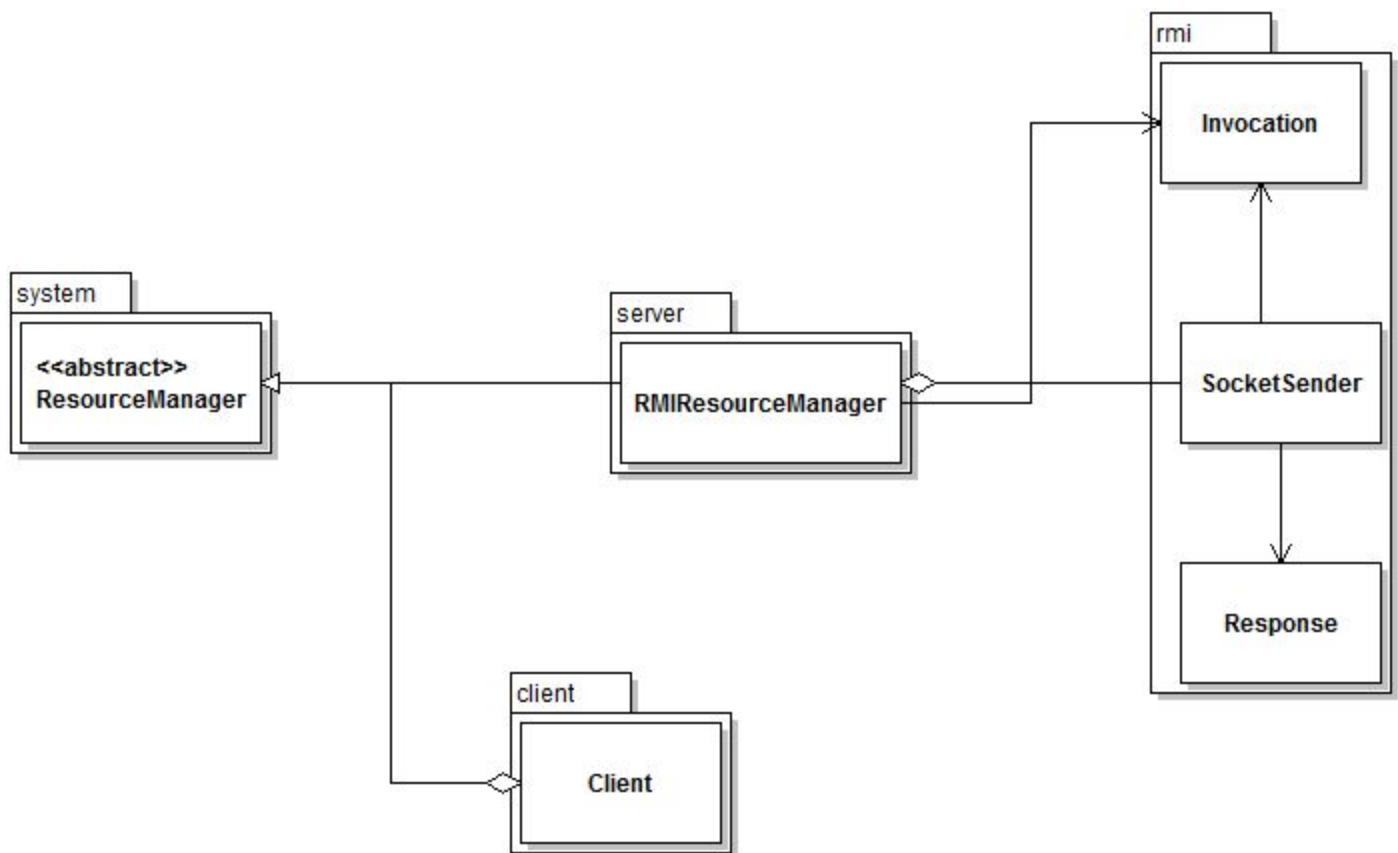 rmi
Invocation
system
<<abstract>>
ResourceManager
server
RMIResourceManager
SocketSender
Response
client
Client